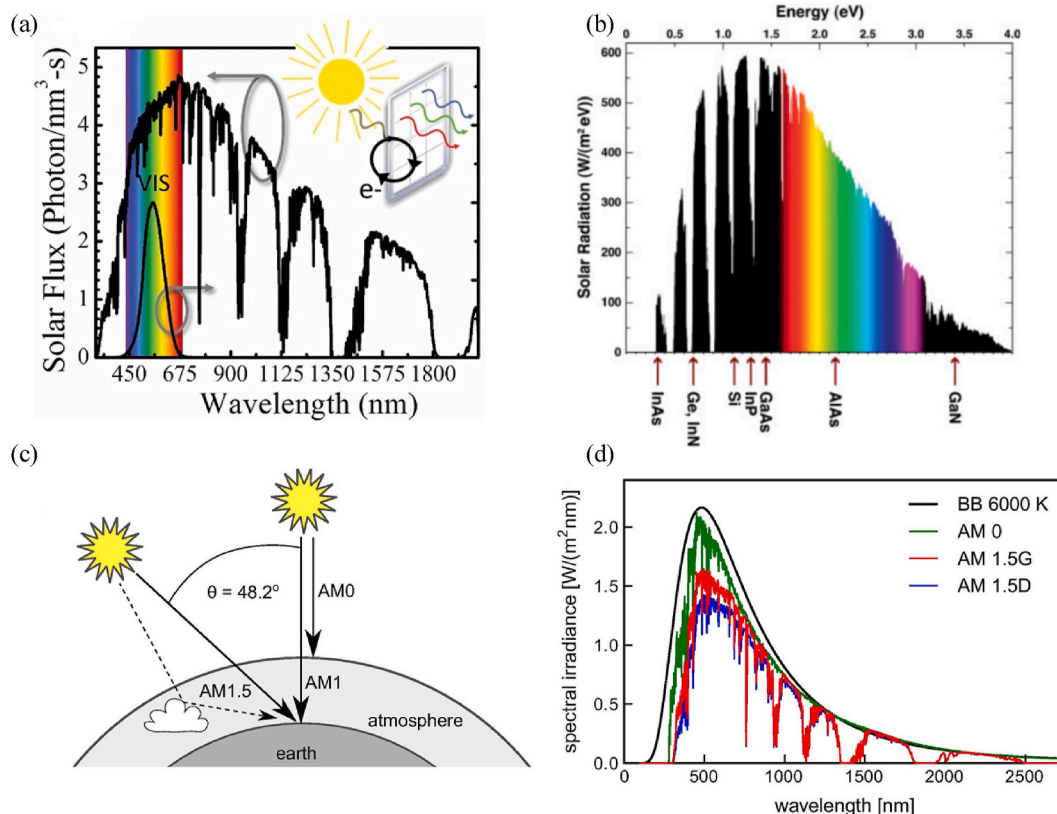 (a)
Solar Flux (Photon/nm³-s)
5
4
3
2
1
0
VIS
e-
450 675 900 1125 1350 1575 1800
Wavelength (nm)
(b)
Energy (eV)
0 0.5 1.0 1.5 2.0 2.5 3.0 4.0
Solar Radiation (W/(m² eV))
600
500
400
300
200
100
0
InAs
Ge, InN
Si
InP
GaAs
AlAs
GaN
(c)
θ = 48.2º
AM0
AM1.5
AM1
atmosphere
earth
(d)
spectral irradiance [W/(m²nm)]
2.0
1.5
1.0
0.5
0.0
BB 6000 K
AM 0
AM 1.5G
AM 1.5D
0 500 1000 1500 2000 2500
wavelength [nm]